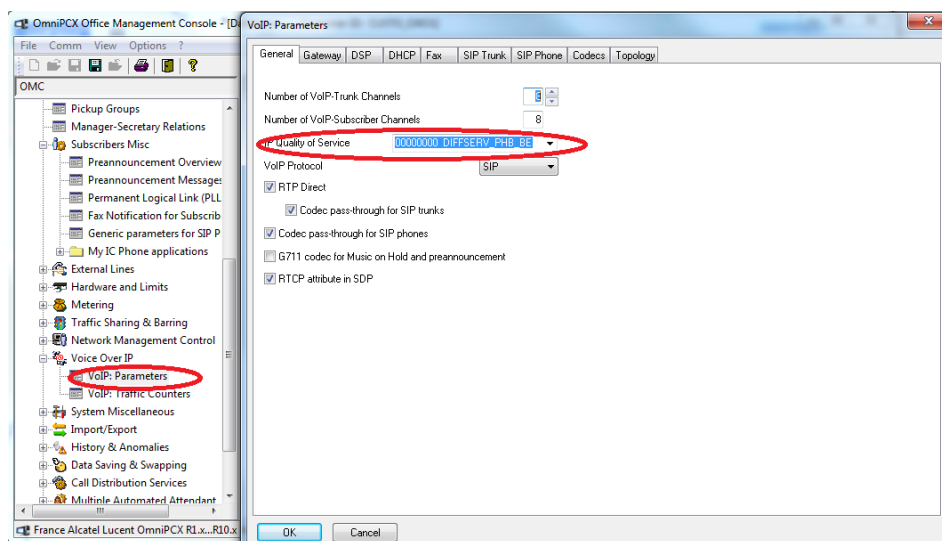 OmniPCX Office Management Console - [Da
File Comm View Options ?
OMC
Pickup Groups
Manager-Secretary Relations
Subscribers Misc
Preannouncement Overview
Preannouncement Messages
Permanent Logical Link (PLL
Fax Notification for Subscrib
Generic parameters for SIP P
My IC Phone applications
External Lines
Hardware and Limits
Metering
Traffic Sharing & Barring
Network Management Control
Voice Over IP
VoIP: Parameters
VoIP: Traffic Counters
System Miscellaneous
Import/Export
History & Anomalies
Data Saving & Swapping
Call Distribution Services
Multiple Automated Attendant
France Alcatel Lucent OmniPCX R1.x...R10.x
VoIP: Parameters
General Gateway DSP DHCP Fax SIP Trunk SIP Phone Codecs Topology
Number of VoIP-Trunk Channels
Number of VoIP-Subscriber Channels 8
IP Quality of Service 00000000 DIFFSERV_PHB_BE
VoIP Protocol SIP
RTP Direct
Codec pass-through for SIP trunks
Codec pass-through for SIP phones
G711 codec for Music on Hold and preannouncement
RTCP attribute in SDP
OK Cancel